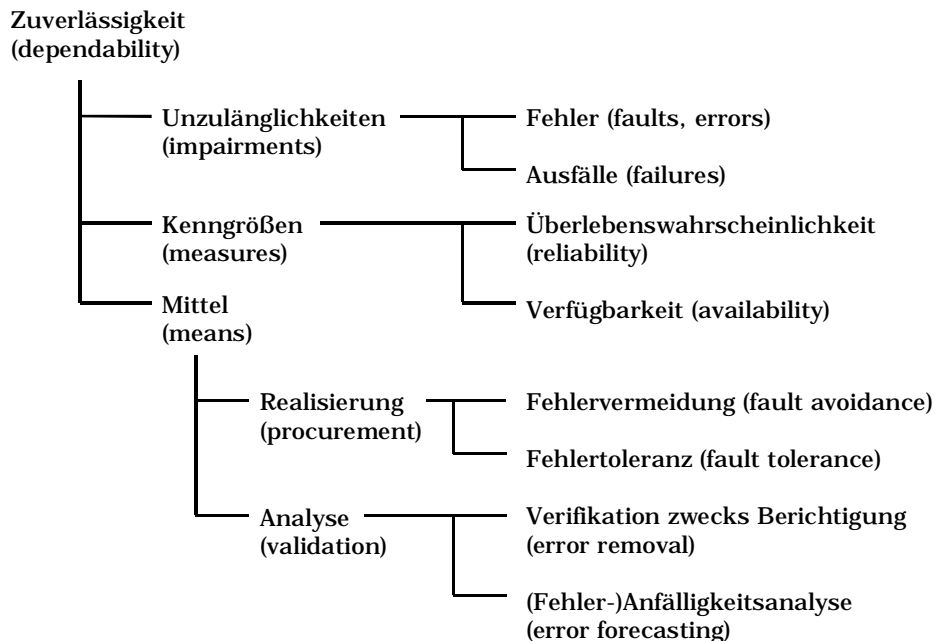 Zuverlässigkeit
(dependability)
Unzulänglichkeiten
(impairments)
Fehler (faults, errors)
Ausfälle (failures)
Kenngrößen
(measures)
Überlebenswahrscheinlichkeit
(reliability)
Verfügbarkeit (availability)
Mittel
(means)
Realisierung
(procurement)
Fehlervermeidung (fault avoidance)
Fehlertoleranz (fault tolerance)
Analyse
(validation)
Verifikation zwecks Berichtigung
(error removal)
(Fehler-)Anfälligkeitsanalyse
(error forecasting)